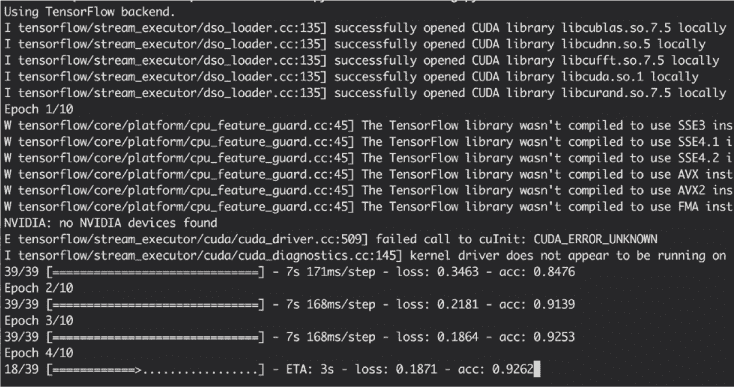 Using TensorFlow backend.
I tensorflow/stream_executor/dso_loader.cc:135] successfully opened CUDA library libcublas.so.7.5 locally
I tensorflow/stream_executor/dso_loader.cc:135] successfully opened CUDA library libcudnn.so.5 locally
I tensorflow/stream_executor/dso_loader.cc:135] successfully opened CUDA library libcufft.so.7.5 locally
I tensorflow/stream_executor/dso_loader.cc:135] successfully opened CUDA library libcuda.so.1 locally
I tensorflow/stream_executor/dso_loader.cc:135] successfully opened CUDA library libcurand.so.7.5 locally
Epoch 1/10
W tensorflow/core/platform/cpu_feature_guard.cc:45] The TensorFlow library wasn't compiled to use SSE3 ins
W tensorflow/core/platform/cpu_feature_guard.cc:45] The TensorFlow library wasn't compiled to use SSE4.1 i
W tensorflow/core/platform/cpu_feature_guard.cc:45] The TensorFlow library wasn't compiled to use SSE4.2 i
W tensorflow/core/platform/cpu_feature_guard.cc:45] The TensorFlow library wasn't compiled to use AVX inst
W tensorflow/core/platform/cpu_feature_guard.cc:45] The TensorFlow library wasn't compiled to use AVX2 ins
W tensorflow/core/platform/cpu_feature_guard.cc:45] The TensorFlow library wasn't compiled to use FMA inst
NVIDIA: no NVIDIA devices found
E tensorflow/stream_executor/cuda/cuda_driver.cc:509] failed call to cuInit: CUDA_ERROR_UNKNOWN
I tensorflow/stream_executor/cuda/cuda_diagnostics.cc:145] kernel driver does not appear to be running on
39/39 [==============================] - 7s 171ms/step - loss: 0.3463 - acc: 0.8476
Epoch 2/10
39/39 [==============================] - 7s 168ms/step - loss: 0.2181 - acc: 0.9139
Epoch 3/10
39/39 [==============================] - 7s 168ms/step - loss: 0.1864 - acc: 0.9253
Epoch 4/10
18/39 [============>.................] - ETA: 3s - loss: 0.1871 - acc: 0.9262